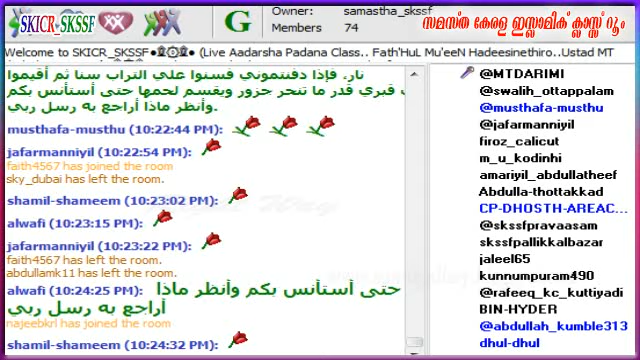 SKICR_SKSSF
G
Owner: samastha_skssf
Members 74
സമസ്ത കേരള ഇസ്ലാമിക് ക്ലാസ്സ് റൂം
Welcome to SKICR_SKSSF (Live Aadarsha Padana Class.. Fath'HuL Mu'eeN Hadeesinethiro..Ustad MT
نار. فإذا دفنتموني فسنوا علي التراب سنا ثم أقيموا
قبري قدر ما تنحر جزور ويقسم لحمها حتى أستأنس بكم
وأنظر ماذا أراجع به رسل ربي.
musthafa-musthu (10:22:44 PM):
jafarmanniyil (10:22:54 PM):
faith4567 has joined the room
sky_dubai has left the room.
shamil-shameem (10:23:02 PM):
alwafi (10:23:15 PM):
jafarmanniyil (10:23:22 PM):
faith4567 has left the room.
abdullamk11 has left the room.
alwafi (10:24:25 PM): حتى أستأنس بكم وأنظر ماذا
أراجع به رسل ربي
najeebkrl has joined the room
shamil-shameem (10:24:32 PM):
@MTDARIMI
@swalih_ottappalam
@musthafa-musthu
@jafarmanniyil
firoz_calicut
m_u_kodinhi
amariyil_abdullatheef
Abdulla-thottakkad
CP-DHOSTH-AREAC...
@skssfpravaasam
skssfpallikkalbazar
jaleel65
kunnumpuram490
@rafeeq_kc_kuttiyadi
BIN-HYDER
@abdullah_kumble313
dhul-dhul